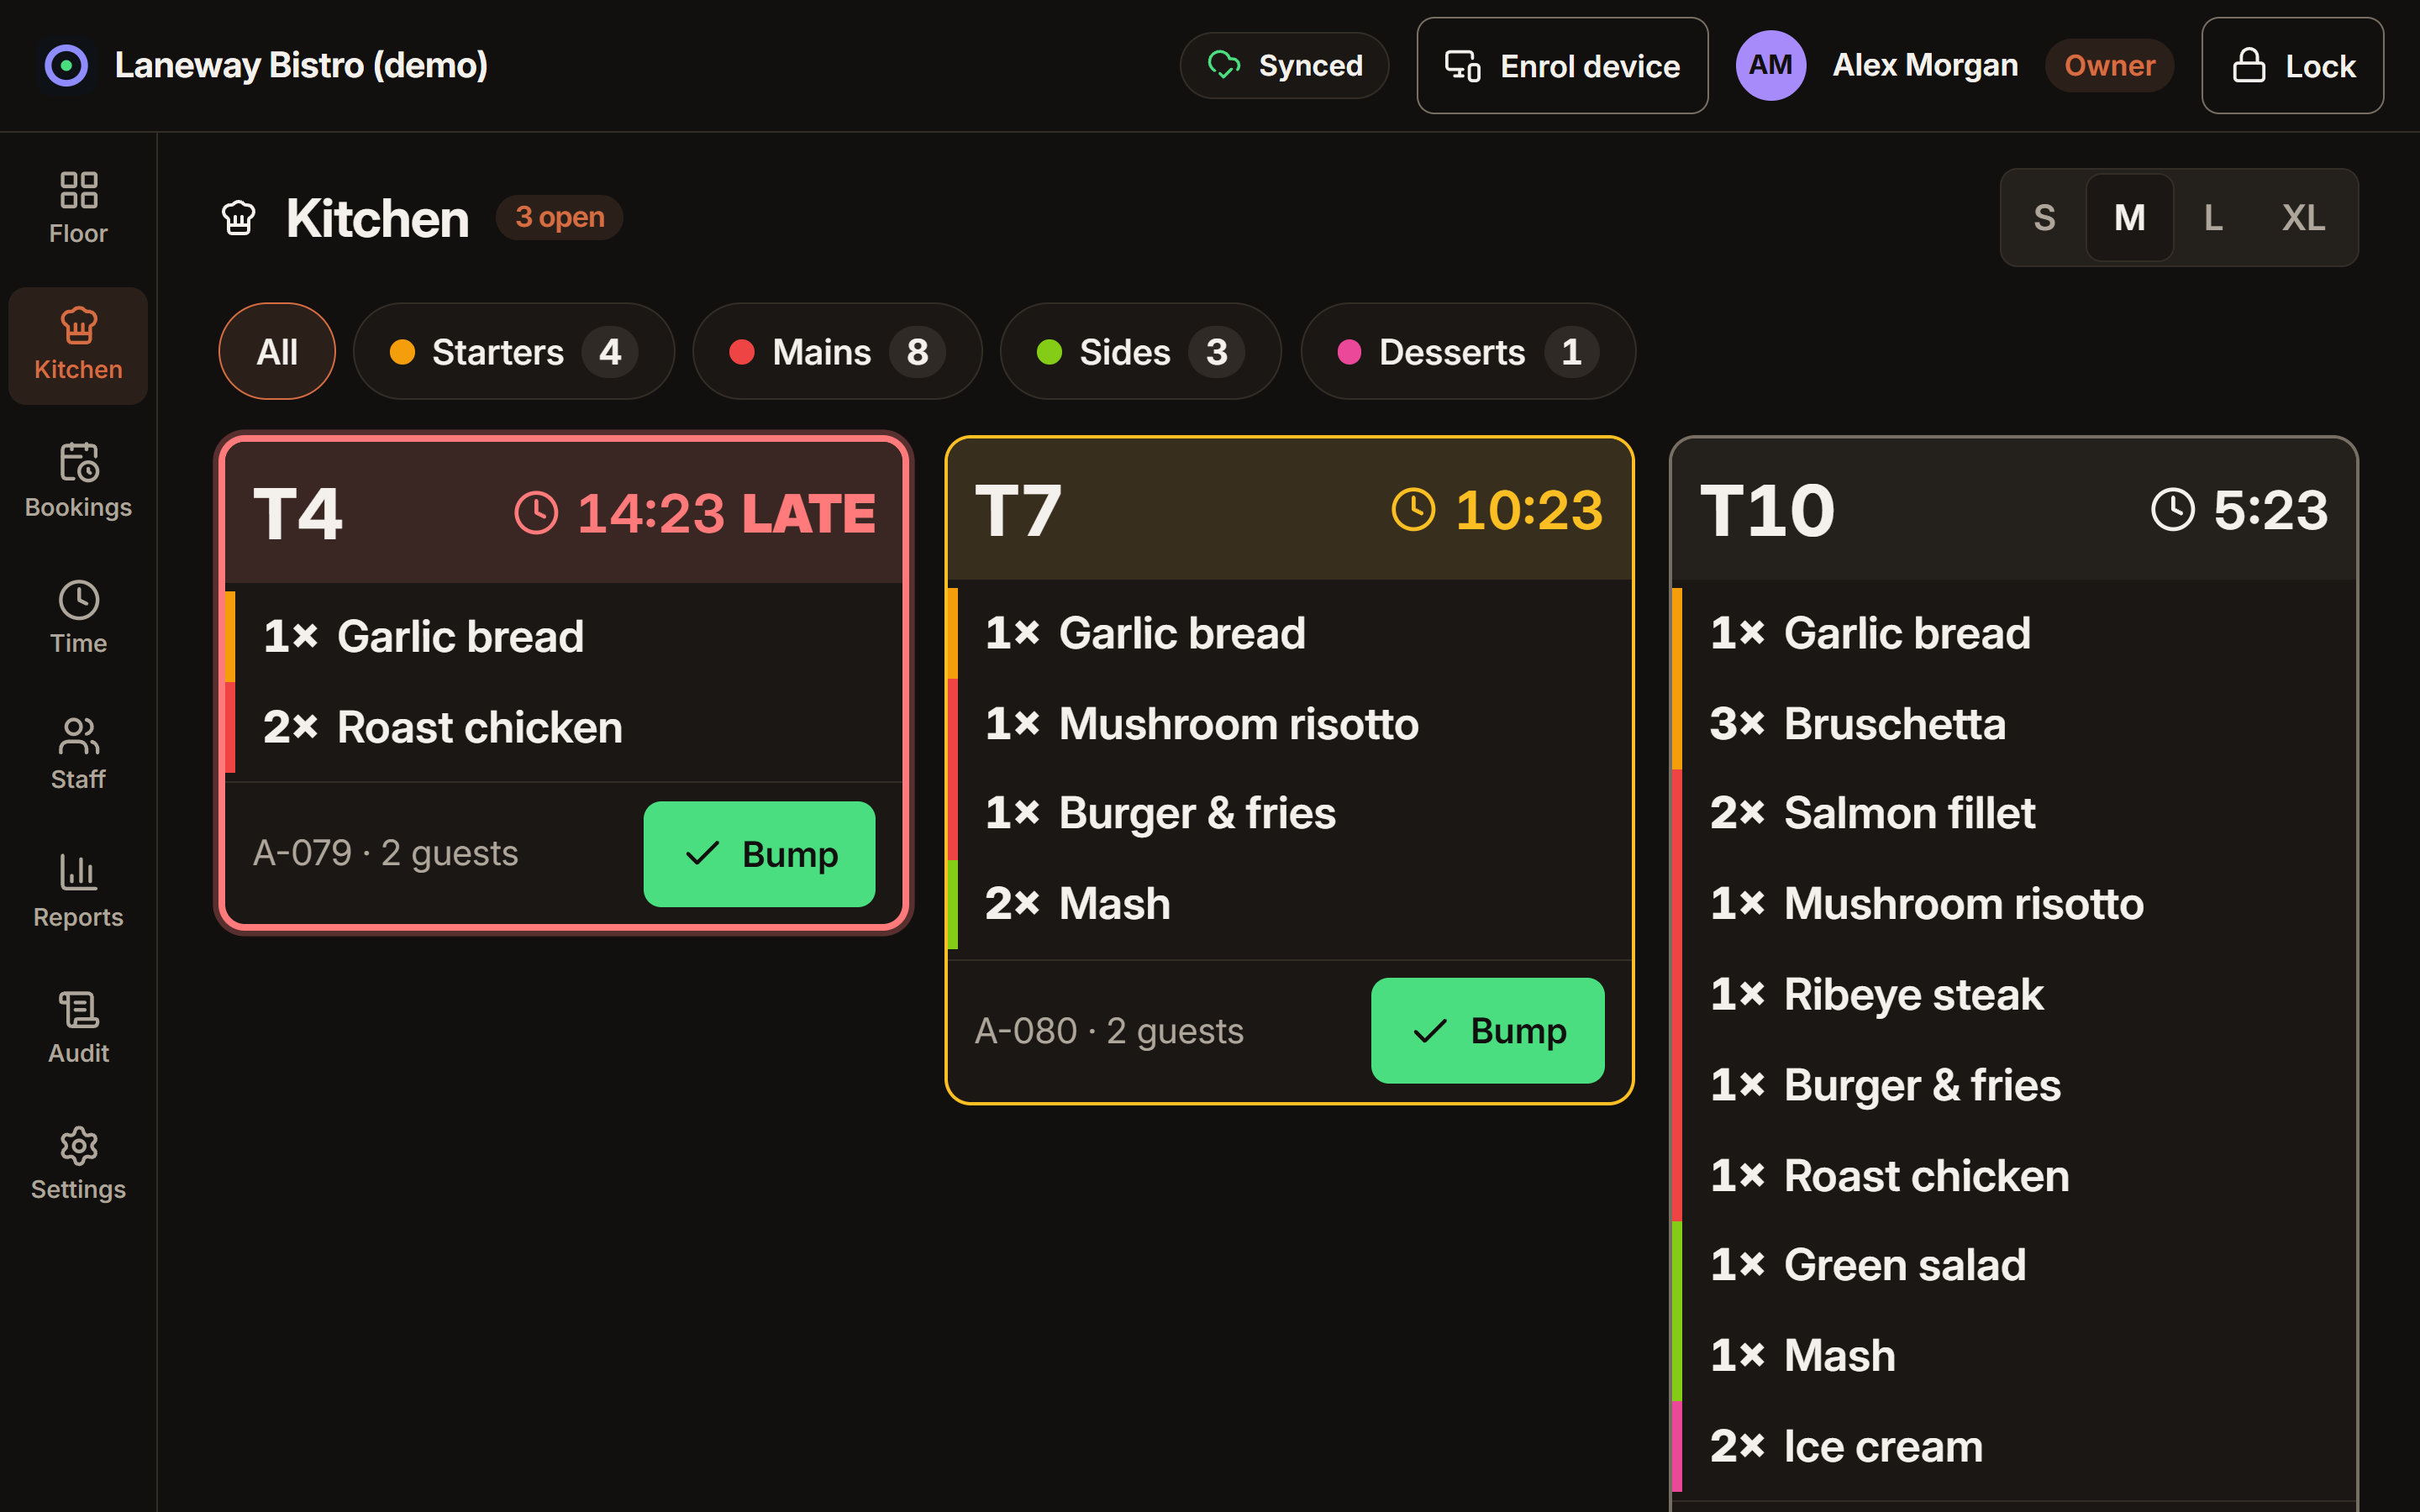 Laneway Bistro (demo)
Synced
Enrol device
AM
Alex Morgan
Owner
Lock
Floor
Kitchen
Bookings
Time
Staff
Reports
Audit
Settings
Kitchen
3 open
S
M
L
XL
All
Starters 4
Mains 8
Sides 3
Desserts 1
T4
14:23 LATE
1× Garlic bread
2× Roast chicken
A-079 · 2 guests
Bump
T7
10:23
1× Garlic bread
1× Mushroom risotto
1× Burger & fries
2× Mash
A-080 · 2 guests
Bump
T10
5:23
1× Garlic bread
3× Bruschetta
2× Salmon fillet
1× Mushroom risotto
1× Ribeye steak
1× Burger & fries
1× Roast chicken
1× Green salad
1× Mash
2× Ice cream